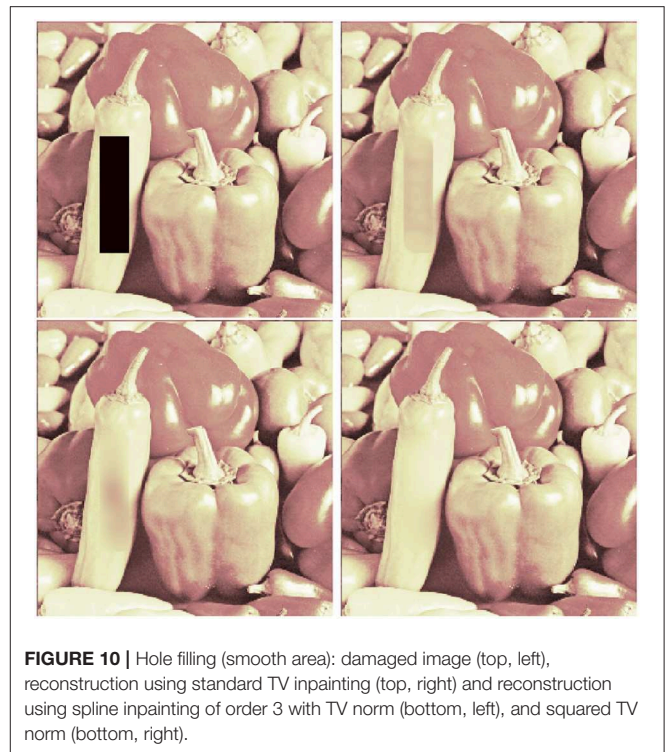 FIGURE 10 | Hole filling (smooth area): damaged image (top, left),
reconstruction using standard TV inpainting (top, right) and reconstruction
using spline inpainting of order 3 with TV norm (bottom, left), and squared TV
norm (bottom, right).